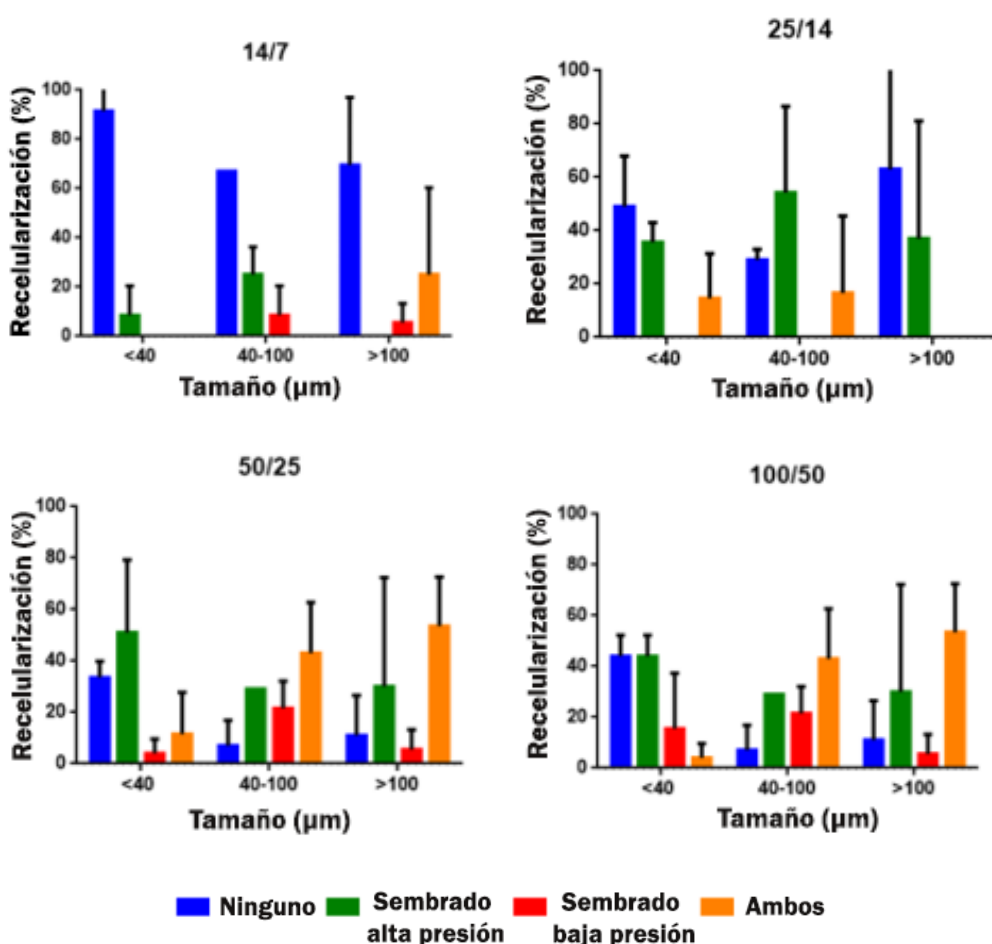 14/7
Recelularización (%)
100
80
60
40
20
0
<40
40-100
>100
Tamaño (µm)
25/14
Recelularización (%)
100
80
60
40
20
0
<40
40-100
>100
Tamaño (µm)
50/25
Recelularización (%)
100
80
60
40
20
0
<40
40-100
>100
Tamaño (µm)
100/50
Recelularización (%)
100
80
60
40
20
0
<40
40-100
>100
Tamaño (µm)
Ninguno
Sembrado
alta presión
Sembrado
baja presión
Ambos